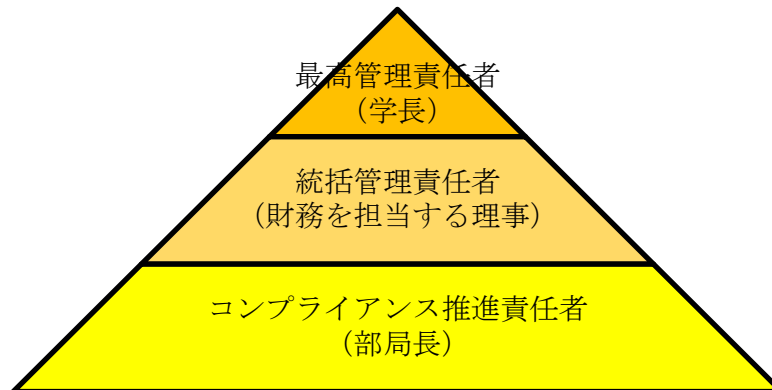 最高管理責任者
（学長）
統括管理責任者
（財務を担当する理事）
コンプライアンス推進責任者
（部局長）